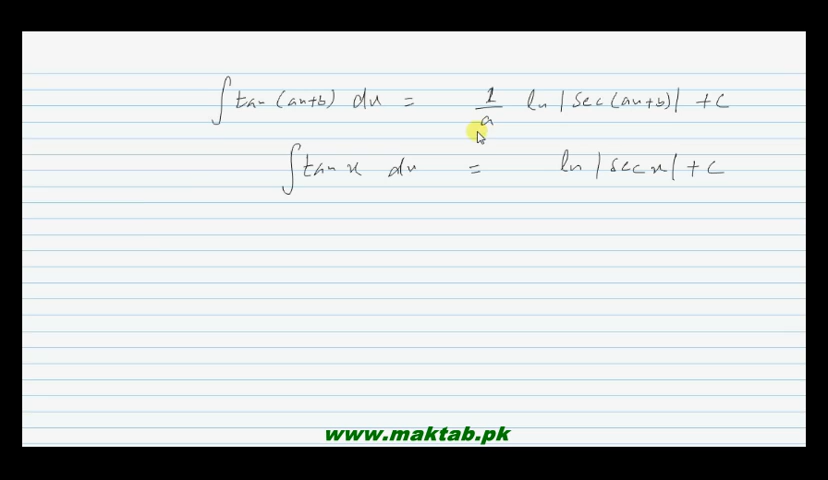 ∫ tan (ax+b) dx = 1/a ln |sec (ax+b)| + c
∫ tan x dx = ln |sec x| + c
www.maktab.pk